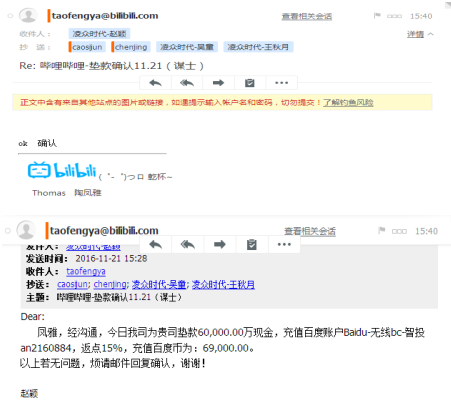 taofengya@bilibili.com 查看相关会话 15:40
收件人： 凌众时代-赵颖 详情
抄 送： caosjun chenjing 凌众时代-吴童 凌众时代-王秋月
Re: 哔哩哔哩-垫款确认11.21（谋士）
正文中含有来自其他站点的图片或链接，如遇提示输入账户名和密码，切勿提交！了解钓鱼风险
ok 确认
bilibili ( ゜- ゜)つロ 乾杯~
Thomas 陶凤雅
taofengya@bilibili.com 查看相关会话 15:40
发件人： 凌众时代-赵颖
发送时间： 2016-11-21 15:28
收件人： taofengya
抄送： caosjun; chenjing; 凌众时代-吴童; 凌众时代-王秋月
主题： 哔哩哔哩-垫款确认11.21（谋士）
Dear:
凤雅，经沟通，今日我司为贵司垫款60,000.00万现金，充值百度账户Baidu-无线bc-智投
an2160884，返点15%，充值百度币为：69,000.00。
以上若无问题，烦请邮件回复确认，谢谢！
赵颖